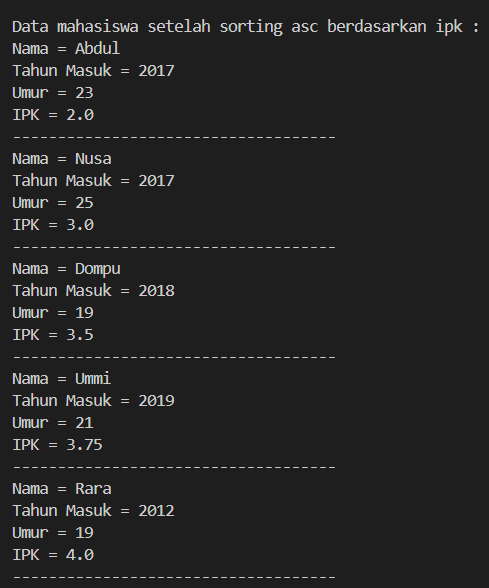 Data mahasiswa setelah sorting asc berdasarkan ipk :
Nama = Abdul
Tahun Masuk = 2017
Umur = 23
IPK = 2.0
------------------------------------
Nama = Nusa
Tahun Masuk = 2017
Umur = 25
IPK = 3.0
------------------------------------
Nama = Dompu
Tahun Masuk = 2018
Umur = 19
IPK = 3.5
------------------------------------
Nama = Ummi
Tahun Masuk = 2019
Umur = 21
IPK = 3.75
------------------------------------
Nama = Rara
Tahun Masuk = 2012
Umur = 19
IPK = 4.0
------------------------------------